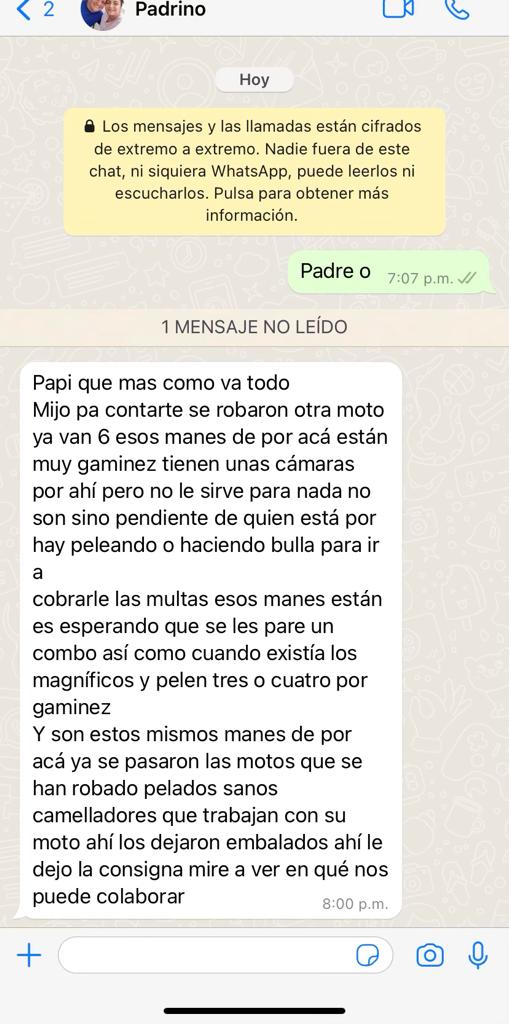 2
Padrino
Hoy
Los mensajes y las llamadas están cifrados
de extremo a extremo. Nadie fuera de este
chat, ni siquiera WhatsApp, puede leerlos ni
escucharlos. Pulsa para obtener más
información.
Padre o 7:07 p.m.
1 MENSAJE NO LEÍDO
Papi que mas como va todo
Mijo pa contarte se robaron otra moto
ya van 6 esos manes de por acá están
muy gaminez tienen unas cámaras
por ahí pero no le sirve para nada no
son sino pendiente de quien está por
hay peleando o haciendo bulla para ir
a
cobrarle las multas esos manes están
es esperando que se les pare un
combo así como cuando existía los
magníficos y pelen tres o cuatro por
gaminez
Y son estos mismos manes de por
acá ya se pasaron las motos que se
han robado pelados sanos
camelladores que trabajan con su
moto ahí los dejaron embalados ahí le
dejo la consigna mire a ver en qué nos
puede colaborar
8:00 p.m.